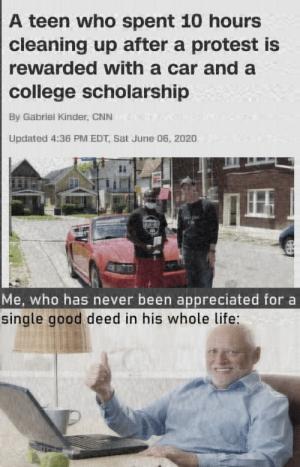 A teen who spent 10 hours
cleaning up after a protest is
rewarded with a car and a
college scholarship
By Gabriel Kinder, CNN
Updated 4:36 PM EDT, Sat June 06, 2020
Me, who has never been appreciated for a
single good deed in his whole life: